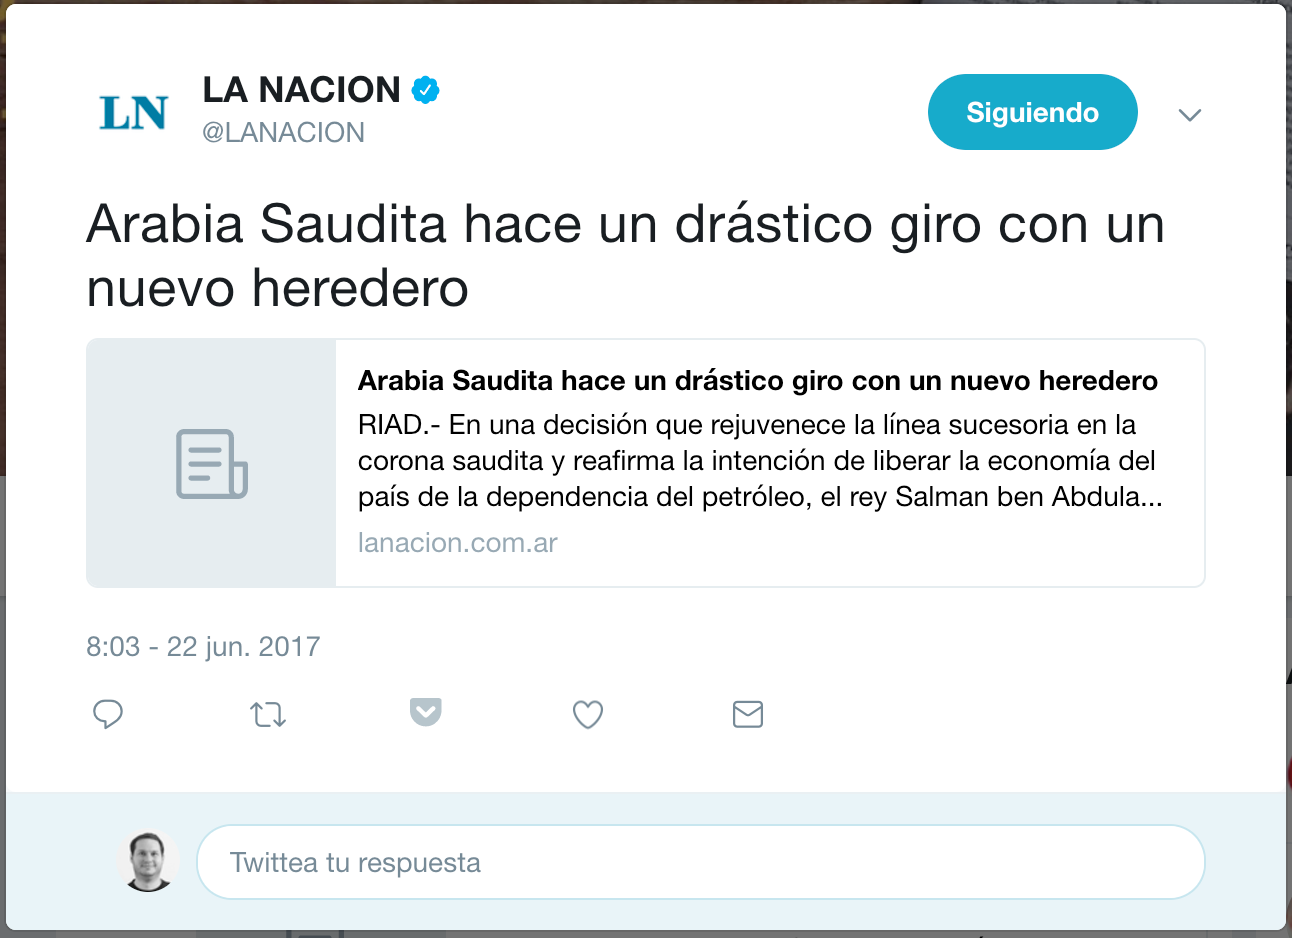 LN
LA NACION
@LANACION
Siguiendo
Arabia Saudita hace un drástico giro con un
nuevo heredero
Arabia Saudita hace un drástico giro con un nuevo heredero
RIAD.- En una decisión que rejuvenece la línea sucesoria en la
corona saudita y reafirma la intención de liberar la economía del
país de la dependencia del petróleo, el rey Salman ben Abdula...
lanacion.com.ar
8:03 - 22 jun. 2017
Twittea tu respuesta